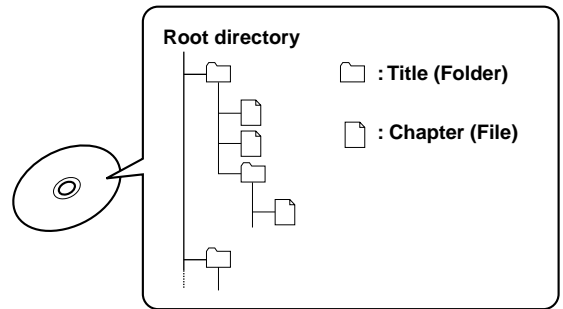 Root directory
: Title (Folder)
: Chapter (File)